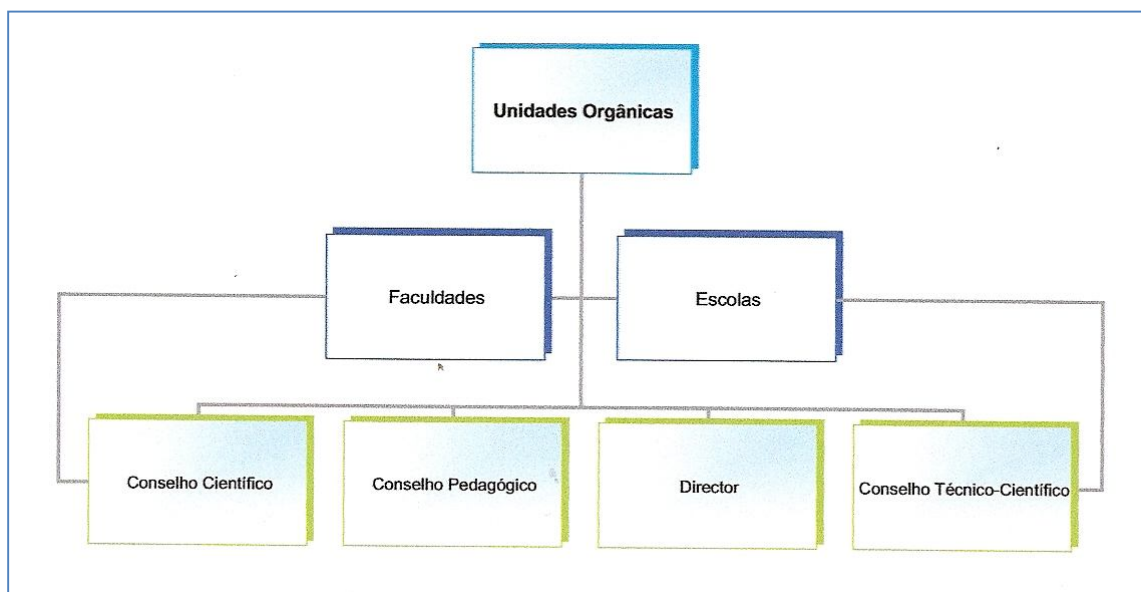 Unidades Orgânicas
Faculdades
Escolas
Conselho Científico
Conselho Pedagógico
Director
Conselho Técnico-Científico